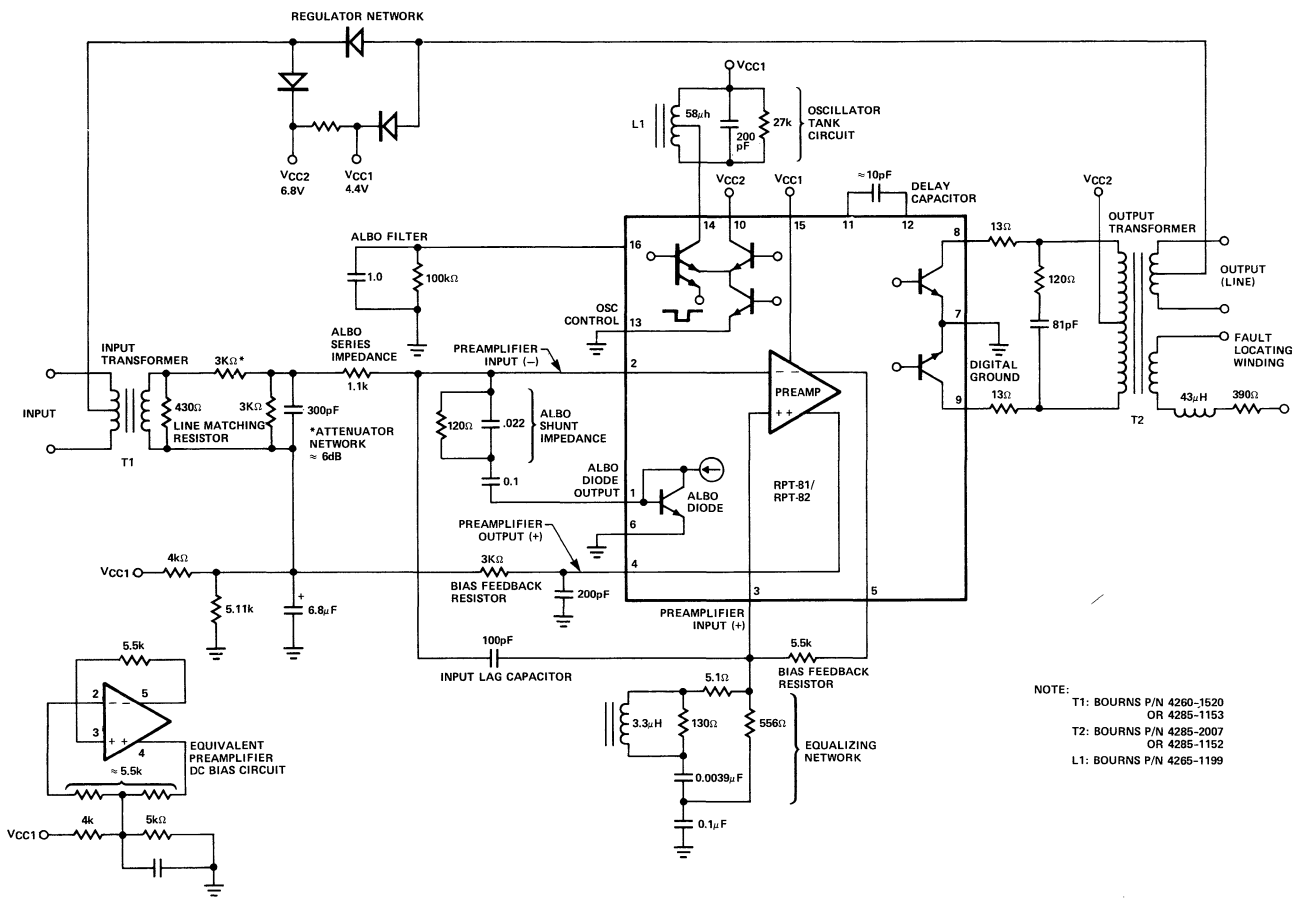 REGULATOR NETWORK
VCC2
6.8V
VCC1
4.4V
VCC1
L1
58μh
200
pF
27k
OSCILLATOR
TANK
CIRCUIT
VCC2
VCC1
≈10pF
DELAY
CAPACITOR
VCC2
14
10
15
11
12
ALBO FILTER
16
1.0
100kΩ
OSC
CONTROL
13
8
13Ω
OUTPUT
TRANSFORMER
120Ω
81pF
7
DIGITAL
GROUND
9
13Ω
OUTPUT
(LINE)
FAULT
LOCATING
WINDING
43μH
390Ω
T2
INPUT
TRANSFORMER
INPUT
T1
430Ω
LINE MATCHING
RESISTOR
3KΩ*
3KΩ
300pF
*ATTENUATOR
NETWORK
≈ 6dB
ALBO
SERIES
IMPEDANCE
1.1k
PREAMPLIFIER
INPUT (−)
2
120Ω
.022
ALBO
SHUNT
IMPEDANCE
0.1
ALBO
DIODE
OUTPUT
1
ALBO
DIODE
6
− −
PREAMP
+ +
RPT-81/
RPT-82
PREAMPLIFIER
OUTPUT (+)
VCC1
4kΩ
5.11k
+
6.8μF
3KΩ
BIAS FEEDBACK
RESISTOR
200pF
4
3
5
PREAMPLIFIER
INPUT (+)
100pF
INPUT LAG CAPACITOR
5.5k
BIAS FEEDBACK
RESISTOR
5.1Ω
3.3μH
130Ω
556Ω
0.0039μF
EQUALIZING
NETWORK
0.1μF
5.5k
2
− −
5
3
+ +
4
EQUIVALENT
PREAMPLIFIER
DC BIAS CIRCUIT
≈ 5.5k
VCC1
4k
5kΩ
NOTE:
T1: BOURNS P/N 4260-1520
OR 4285-1153
T2: BOURNS P/N 4285-2007
OR 4285-1152
L1: BOURNS P/N 4265-1199